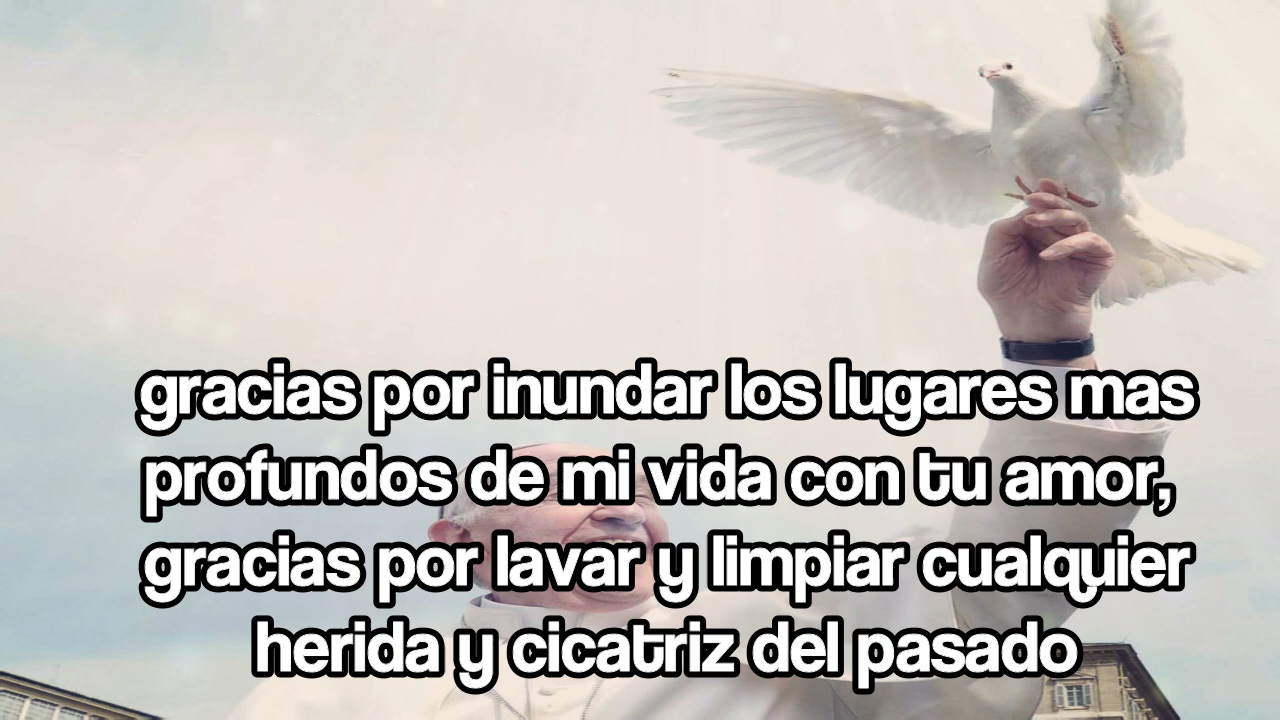 gracias por inundar los lugares mas
profundos de mi vida con tu amor,
gracias por lavar y limpiar cualquier
herida y cicatriz del pasado